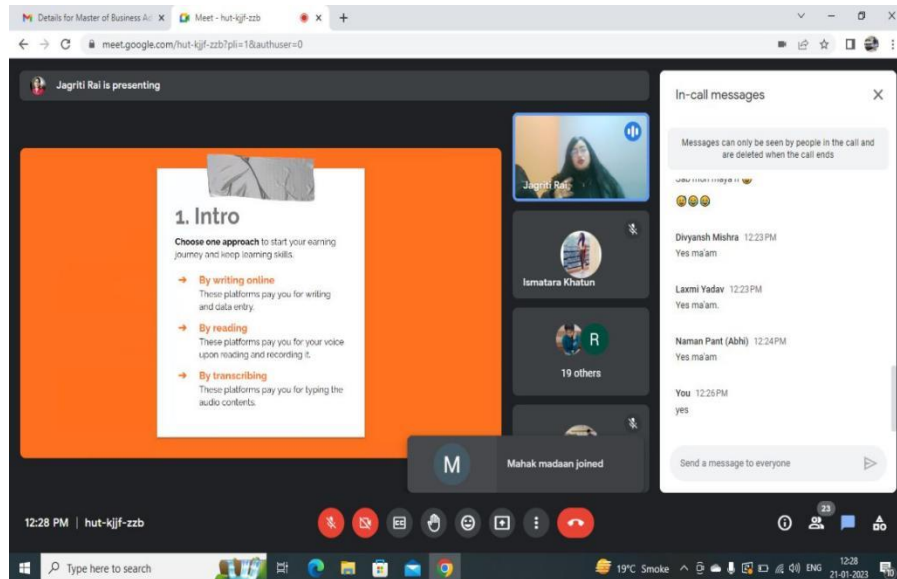 Details for Master of Business Ad
Meet - hut-kjjf-zzb
meet.google.com/hut-kjjf-zzb?pli=1&authuser=0
Jagriti Rai is presenting
1. Intro
Choose one approach to start your earning
journey and keep learning skills.
→ By writing online
These platforms pay you for writing
and data entry.
→ By reading
These platforms pay you for your voice
upon reading and recording it.
→ By transcribing
These platforms pay you for typing the
audio contents.
Jagriti Rai
Ismatara Khatun
R
19 others
M
Mahak madaan joined
In-call messages
Messages can only be seen by people in the call and
are deleted when the call ends
Divyansh Mishra 12:23 PM
Yes ma'am
Laxmi Yadav 12:23 PM
Yes ma'am.
Naman Pant (Abhi) 12:24 PM
Yes ma'am
You 12:26 PM
yes
Send a message to everyone
12:28 PM | hut-kjjf-zzb
23
Type here to search
19°C Smoke
ENG
12:28
21-01-2023